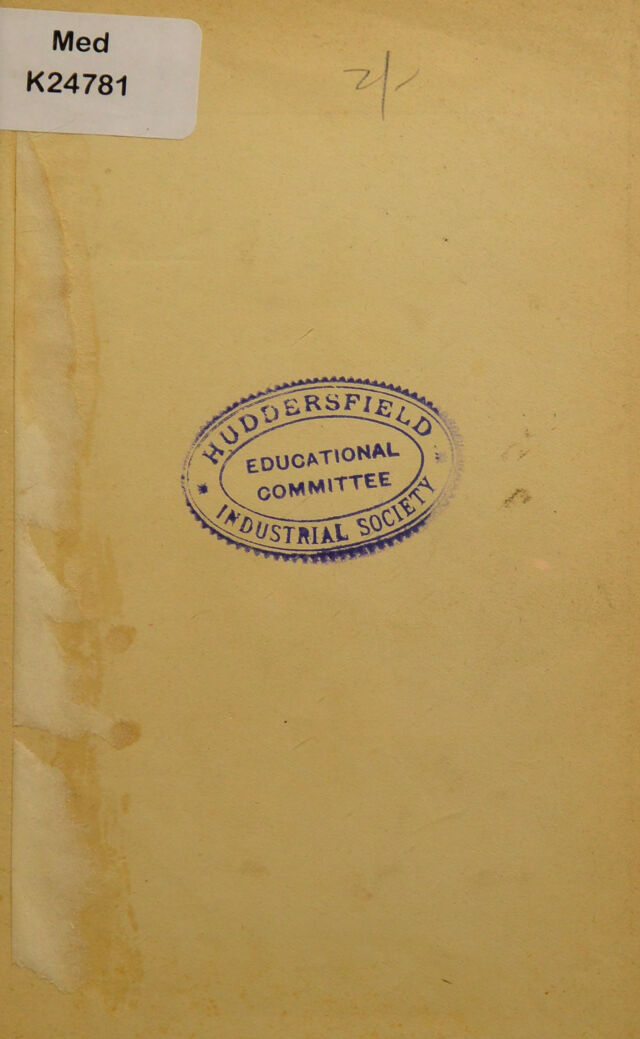 Med
K24781
2/-
HUDDERSFIELD
EDUCATIONAL
COMMITTEE
INDUSTRIAL SOCIETY